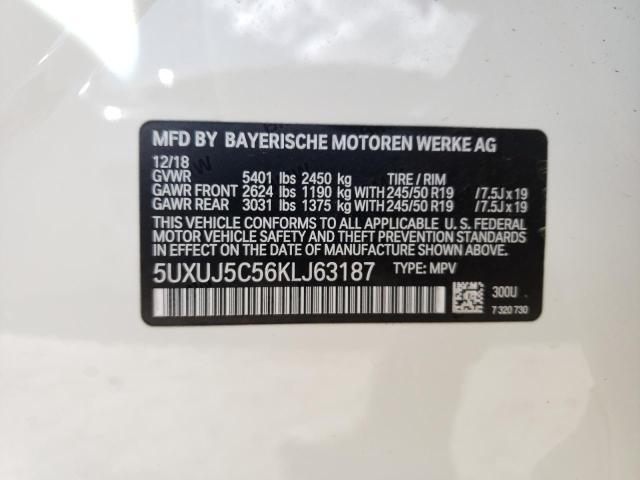 MFD BY BAYERISCHE MOTOREN WERKE AG
12/18
GVWR 5401 lbs 2450 kg TIRE / RIM
GAWR FRONT 2624 lbs 1190 kg WITH 245/50 R19 /7.5J x 19
GAWR REAR 3031 lbs 1375 kg WITH 245/50 R19 /7.5J x 19
THIS VEHICLE CONFORMS TO ALL APPLICABLE U. S. FEDERAL
MOTOR VEHICLE SAFETY AND THEFT PREVENTION STANDARDS
IN EFFECT ON THE DATE OF MANUFACTURE SHOWN ABOVE.
5UXUJ5C56KLJ63187 TYPE: MPV
300U
7 320 730